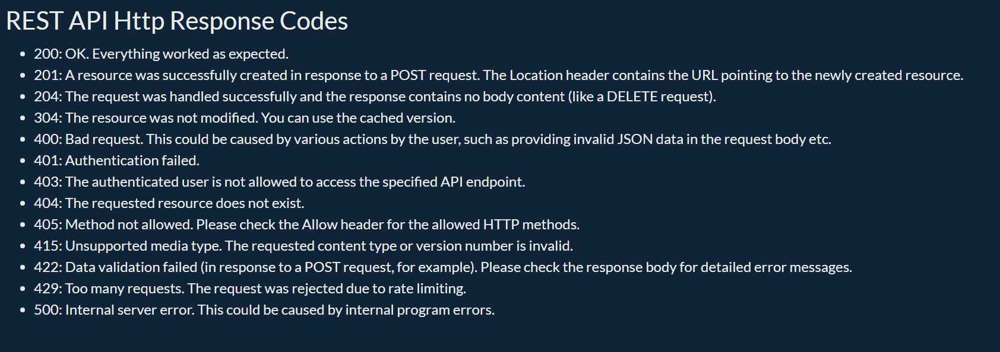 REST API Http Response Codes
• 200: OK. Everything worked as expected.
• 201: A resource was successfully created in response to a POST request. The Location header contains the URL pointing to the newly created resource.
• 204: The request was handled successfully and the response contains no body content (like a DELETE request).
• 304: The resource was not modified. You can use the cached version.
• 400: Bad request. This could be caused by various actions by the user, such as providing invalid JSON data in the request body etc.
• 401: Authentication failed.
• 403: The authenticated user is not allowed to access the specified API endpoint.
• 404: The requested resource does not exist.
• 405: Method not allowed. Please check the Allow header for the allowed HTTP methods.
• 415: Unsupported media type. The requested content type or version number is invalid.
• 422: Data validation failed (in response to a POST request, for example). Please check the response body for detailed error messages.
• 429: Too many requests. The request was rejected due to rate limiting.
• 500: Internal server error. This could be caused by internal program errors.